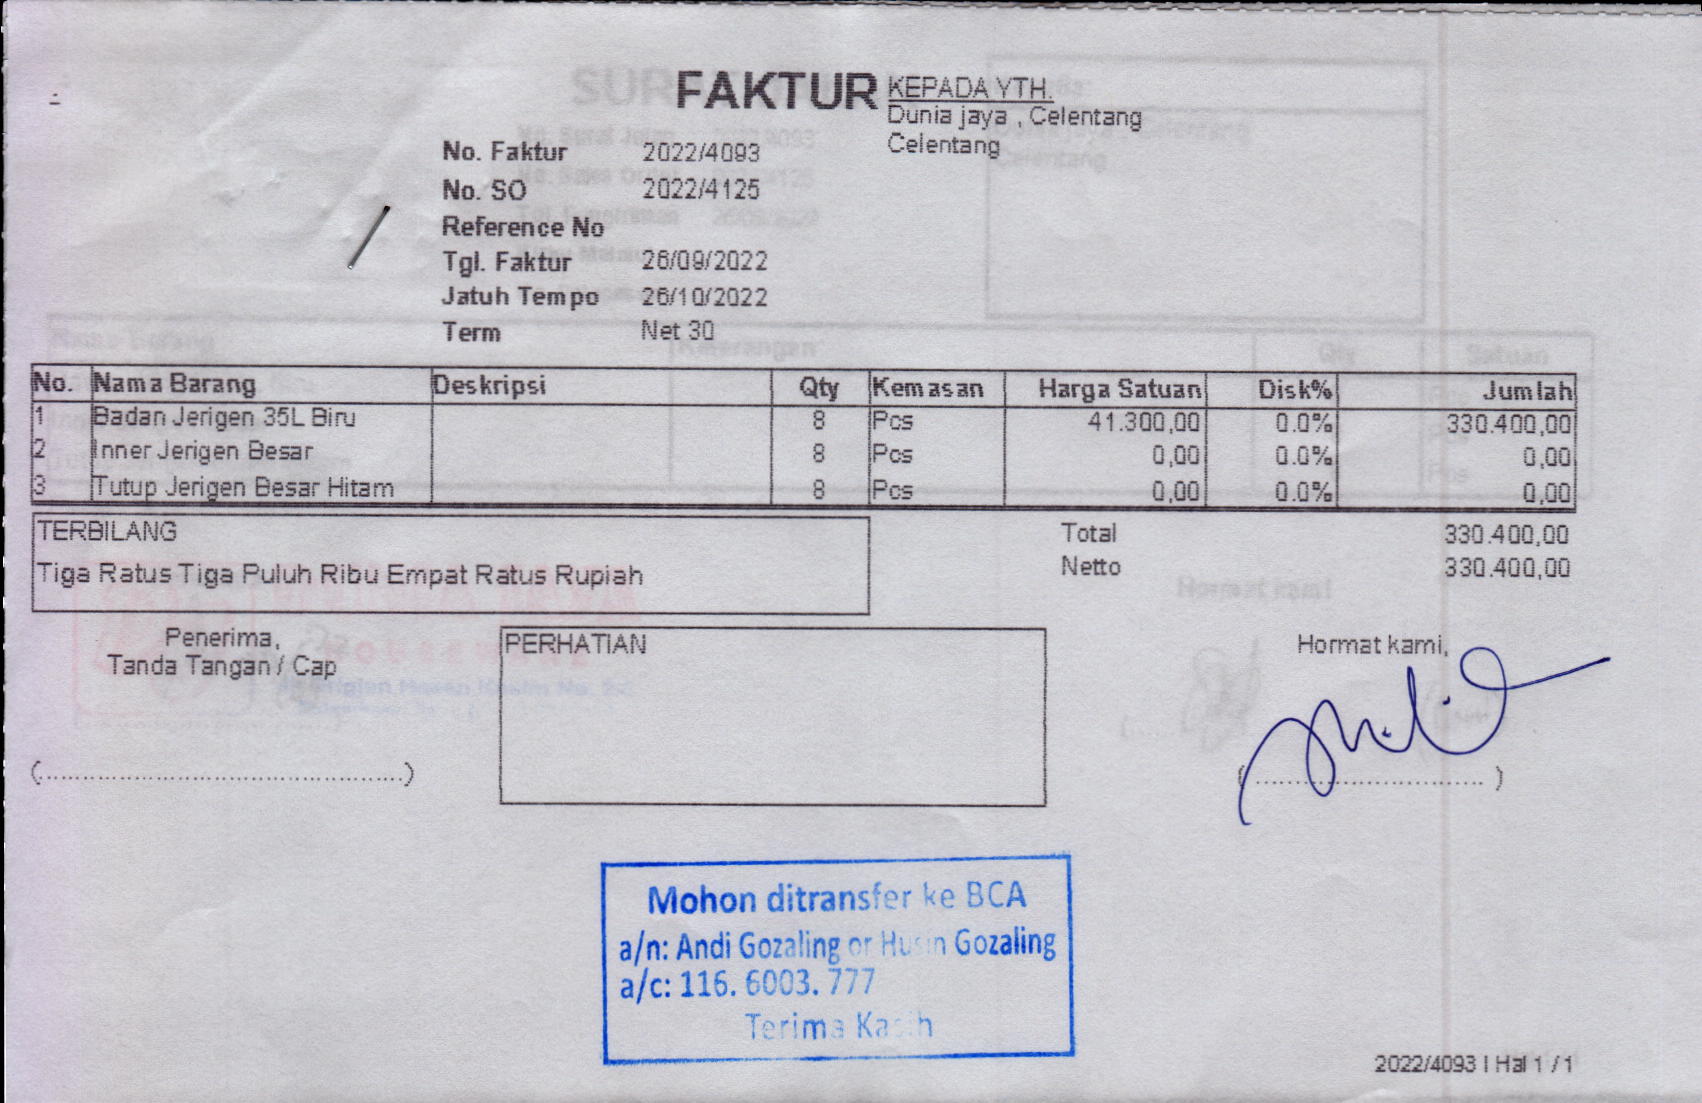 FAKTUR
KEPADA YTH.
Dunia jaya , Celentang
Celentang
No. Faktur 2022/4093
No. SO 2022/4125
Reference No
Tgl. Faktur 26/09/2022
Jatuh Tempo 26/10/2022
Term Net 30
No. Nama Barang Deskripsi Qty Kemasan Harga Satuan Disk% Jumlah
1 Badan Jerigen 35L Biru 8 Pcs 41.300,00 0.0% 330.400,00
2 Inner Jerigen Besar 8 Pcs 0,00 0.0% 0,00
3 Tutup Jerigen Besar Hitam 8 Pcs 0,00 0.0% 0,00
TERBILANG
Tiga Ratus Tiga Puluh Ribu Empat Ratus Rupiah
Total 330.400,00
Netto 330.400,00
Penerima,
Tanda Tangan / Cap
(............................................)
PERHATIAN
Hormat kami,
(............................)
Mohon ditransfer ke BCA
a/n: Andi Gozaling or Husin Gozaling
a/c: 116. 6003. 777
Terima Kasih
2022/4093 | Hal 1 / 1